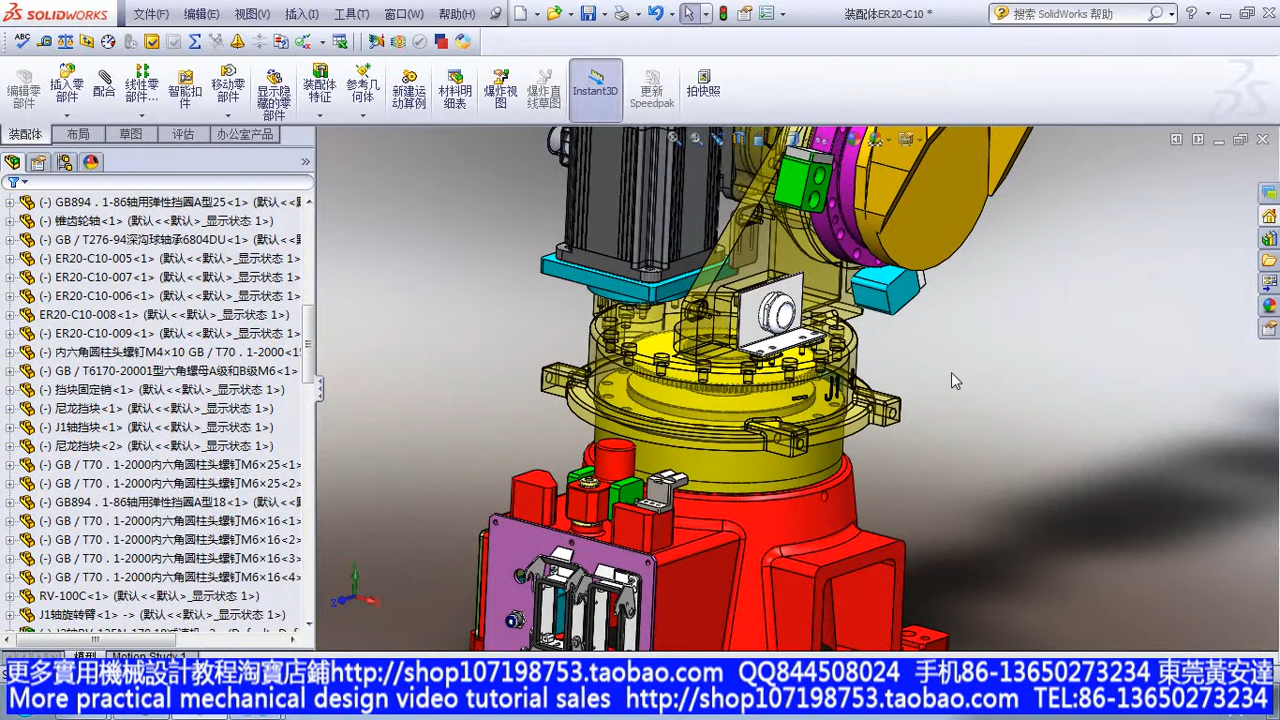 SOLIDWORKS 文件(F) 编辑(E) 视图(V) 插入(I) 工具(T) 窗口(W) 帮助(H) 装配体ER20-C10 * 搜索 SolidWorks 帮助
编辑零部件 插入零部件 配合 线性零部件... 智能扣件 移动零部件 显示隐藏的零部件 装配体特征 参考几何体 新建运动算例 材料明细表 爆炸视图 爆炸直线草图 Instant3D 更新Speedpak 拍快照
装配体 布局 草图 评估 办公室产品
(-) GB894．1-86轴用弹性挡圈A型25<1> (默认<<默
(-) 锥齿轮轴<1> (默认<<默认>_显示状态 1>)
(-) GB / T276-94深沟球轴承6804DU<1> (默认<<默
(-) ER20-C10-005<1> (默认<<默认>_显示状态 1>
(-) ER20-C10-007<1> (默认<<默认>_显示状态 1>
(-) ER20-C10-006<1> (默认<<默认>_显示状态 1>
ER20-C10-008<1> (默认<<默认>_显示状态 1>)
(-) ER20-C10-009<1> (默认<<默认>_显示状态 1>
(-) 内六角圆柱头螺钉M4×10 GB / T70．1-2000<1
(-) GB / T6170-20001型六角螺母A级和B级M6<1>
(-) 挡块固定销<1> (默认<<默认>_显示状态 1>)
(-) 尼龙挡块<1> (默认<<默认>_显示状态 1>)
(-) J1轴挡块<1> (默认<<默认>_显示状态 1>)
(-) 尼龙挡块<2> (默认<<默认>_显示状态 1>)
(-) GB / T70．1-2000内六角圆柱头螺钉M6×25<1>
(-) GB / T70．1-2000内六角圆柱头螺钉M6×25<2>
(-) GB894．1-86轴用弹性挡圈A型18<1> (默认<<默
(-) GB / T70．1-2000内六角圆柱头螺钉M6×16<1>
(-) GB / T70．1-2000内六角圆柱头螺钉M6×16<2>
(-) GB / T70．1-2000内六角圆柱头螺钉M6×16<3>
(-) GB / T70．1-2000内六角圆柱头螺钉M6×16<4>
RV-100C<1> (默认<<默认>_显示状态 1>)
J1轴旋转臂<1> -> (默认<<默认>_显示状态 1>)
J1
模型 Motion Study 1
更多實用機械設計教程淘寶店鋪http://shop107198753.taobao.com QQ844508024 手机86-13650273234 東莞黃安達
More practical mechanical design video tutorial sales http://shop107198753.taobao.com TEL:86-13650273234